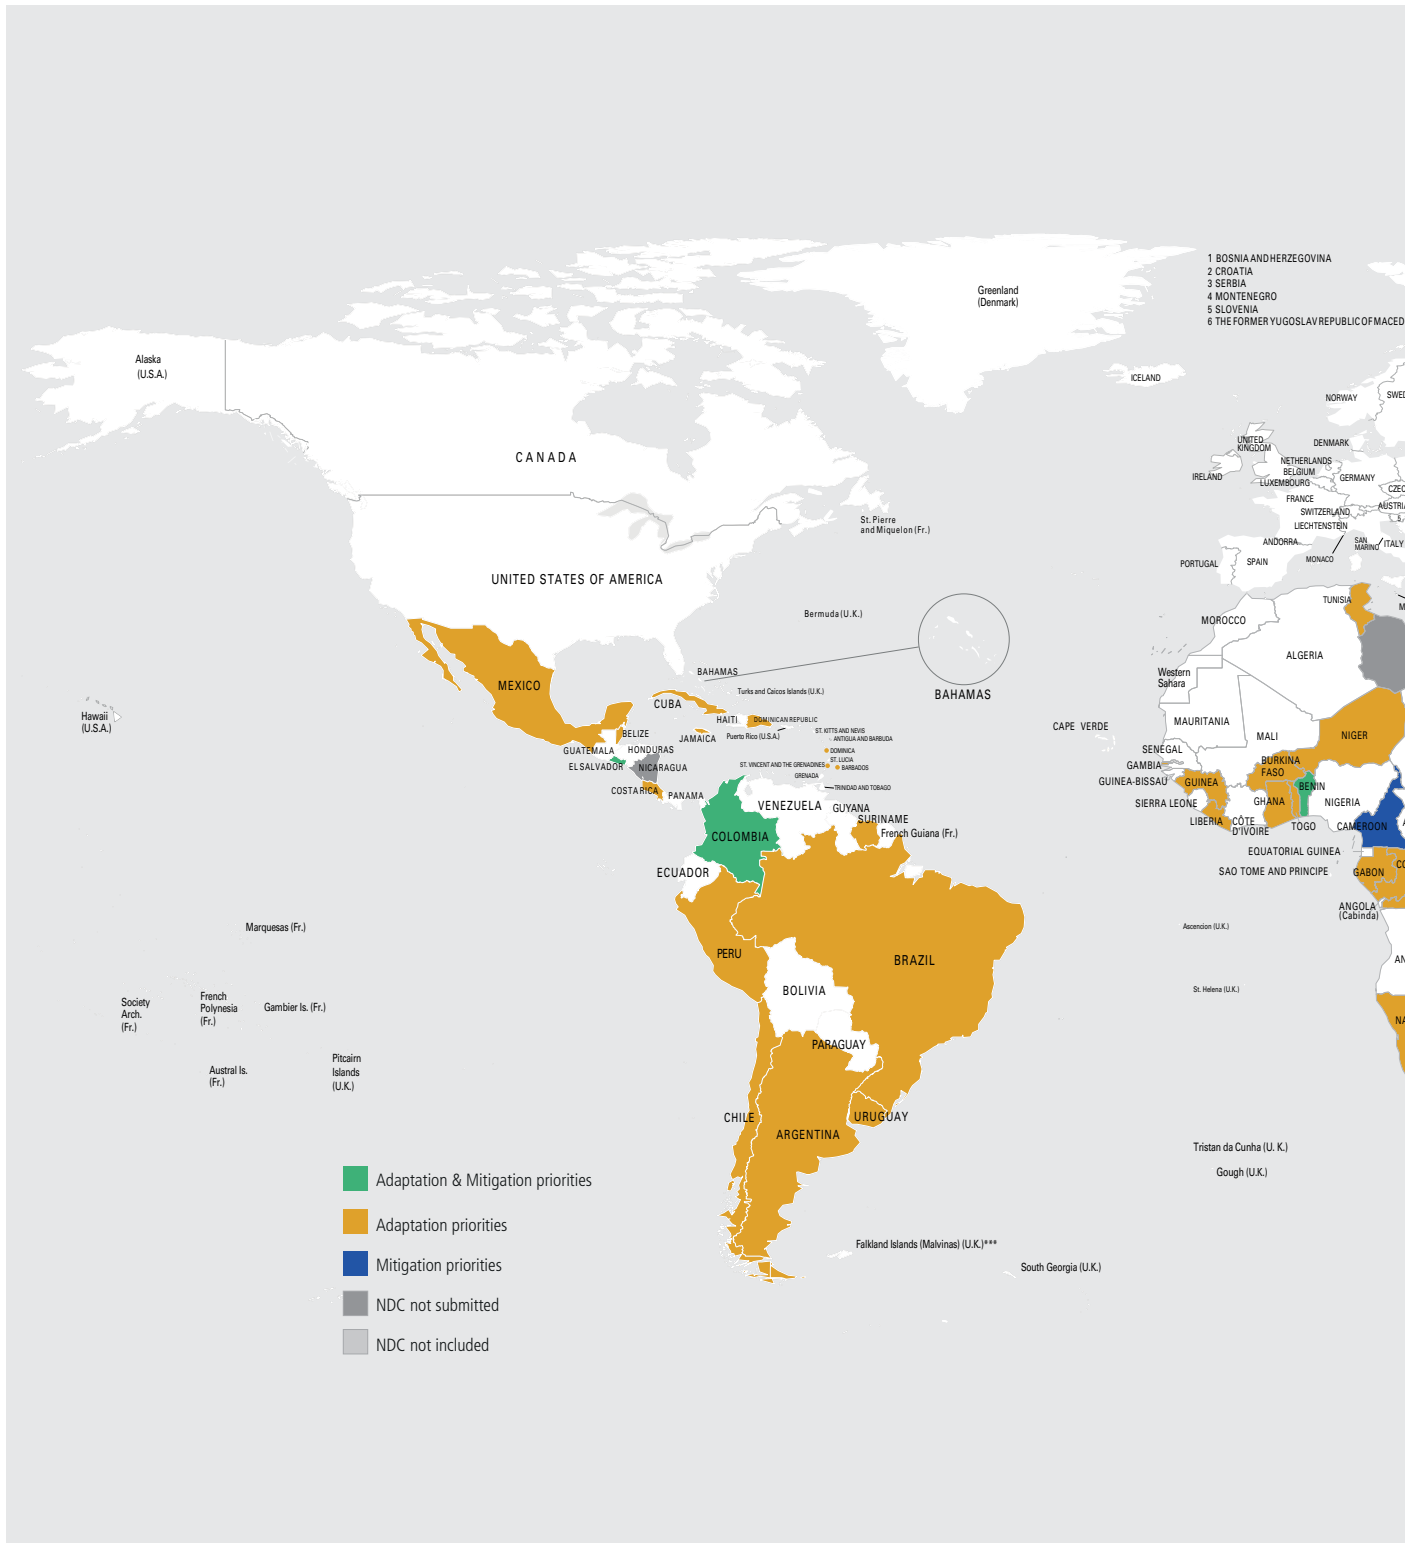 1 BOSNIA AND HERZEGOVINA
2 CROATIA
3 SERBIA
4 MONTENEGRO
5 SLOVENIA
6 THE FORMER YUGOSLAV REPUBLIC OF MACED
Greenland
(Denmark)
Alaska
(U.S.A.)
ICELAND
NORWAY
SWED
CANADA
UNITED
KINGDOM
DENMARK
IRELAND
NETHERLANDS
BELGIUM
LUXEMBOURG
GERMANY
CZEC
FRANCE
AUSTRIA
SWITZERLAND
5
LIECHTENSTEIN
St. Pierre
and Miquelon (Fr.)
ANDORRA
MONACO
SAN
MARINO
ITALY
PORTUGAL
SPAIN
UNITED STATES OF AMERICA
Bermuda (U.K.)
TUNISIA
M
MOROCCO
ALGERIA
BAHAMAS
BAHAMAS
Western
Sahara
MEXICO
Turks and Caicos Islands (U.K.)
CUBA
Hawaii
(U.S.A.)
HAITI
DOMINICAN REPUBLIC
Puerto Rico (U.S.A.)
JAMAICA
BELIZE
ST. KITTS AND NEVIS
ANTIGUA AND BARBUDA
DOMINICA
ST. LUCIA
ST. VINCENT AND THE GRENADINES
BARBADOS
GRENADA
TRINIDAD AND TOBAGO
GUATEMALA
HONDURAS
EL SALVADOR
NICARAGUA
COSTA RICA
PANAMA
CAPE VERDE
MAURITANIA
MALI
NIGER
SENEGAL
GAMBIA
GUINEA-BISSAU
GUINEA
SIERRA LEONE
LIBERIA
BURKINA
FASO
BENIN
GHANA
CÔTE
D'IVOIRE
TOGO
NIGERIA
CAMEROON
EQUATORIAL GUINEA
SAO TOME AND PRINCIPE
GABON
CO
ANGOLA
(Cabinda)
AN
NA
VENEZUELA
GUYANA
SURINAME
French Guiana (Fr.)
COLOMBIA
ECUADOR
PERU
BRAZIL
BOLIVIA
PARAGUAY
CHILE
ARGENTINA
URUGUAY
Ascencion (U.K.)
St. Helena (U.K.)
Marquesas (Fr.)
Society
Arch.
(Fr.)
French
Polynesia
(Fr.)
Gambier Is. (Fr.)
Austral Is.
(Fr.)
Pitcairn
Islands
(U.K.)
Tristan da Cunha (U. K.)
Gough (U.K.)
Falkland Islands (Malvinas) (U.K.)***
South Georgia (U.K.)
Adaptation & Mitigation priorities
Adaptation priorities
Mitigation priorities
NDC not submitted
NDC not included